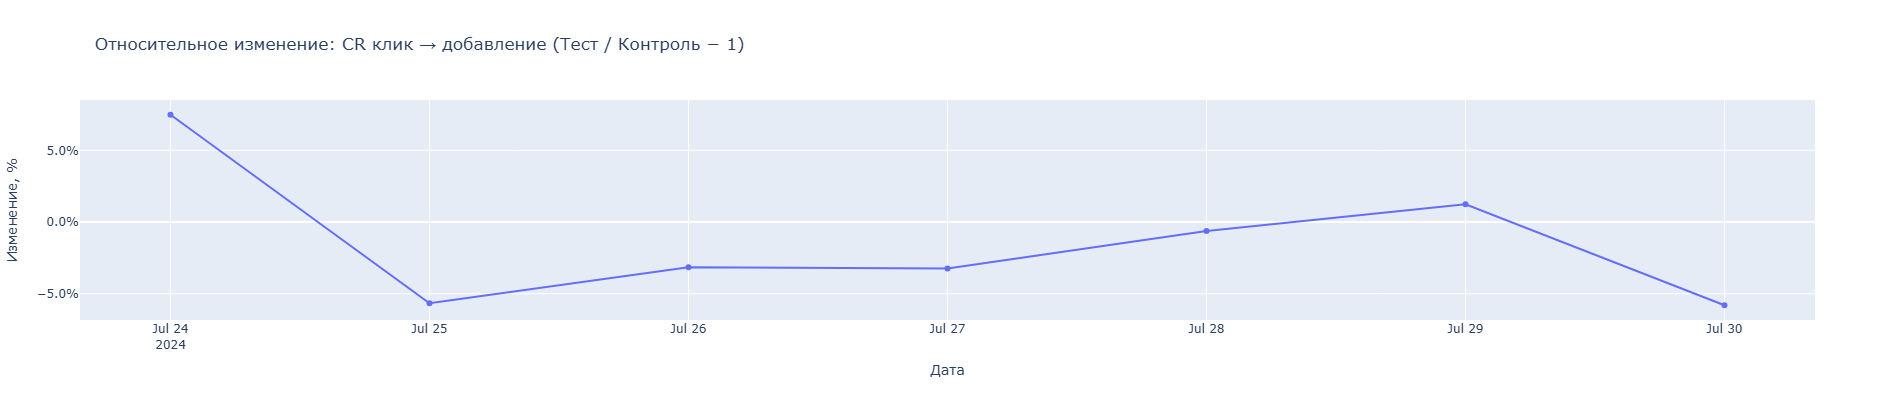 Относительное изменение: CR клик → добавление (Тест / Контроль − 1)
Изменение, %
5.0%
0.0%
−5.0%
Jul 24
2024
Jul 25
Jul 26
Jul 27
Jul 28
Jul 29
Jul 30
Дата